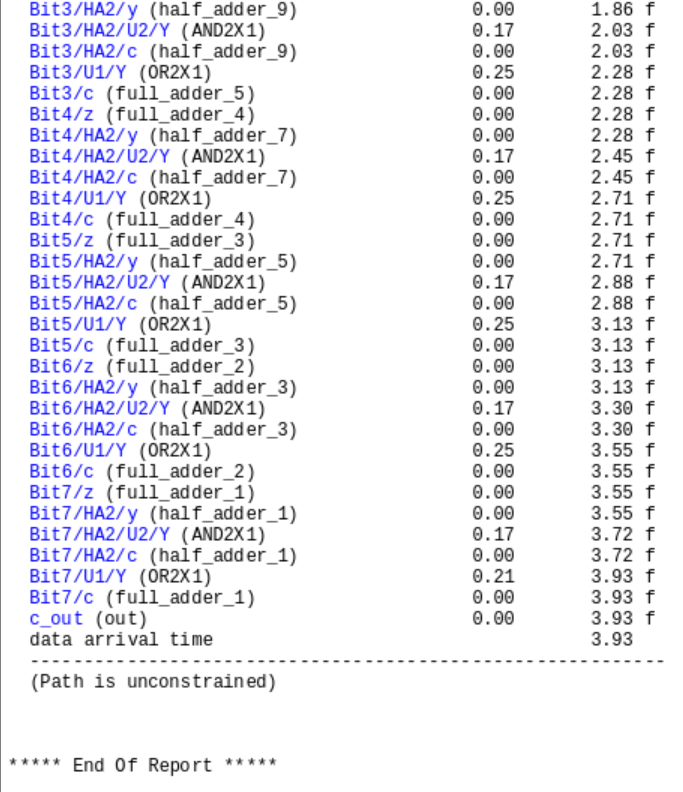 Bit3/HA2/y (half_adder_9) 0.00 1.86 f
Bit3/HA2/U2/Y (AND2X1) 0.17 2.03 f
Bit3/HA2/c (half_adder_9) 0.00 2.03 f
Bit3/U1/Y (OR2X1) 0.25 2.28 f
Bit3/c (full_adder_5) 0.00 2.28 f
Bit4/z (full_adder_4) 0.00 2.28 f
Bit4/HA2/y (half_adder_7) 0.00 2.28 f
Bit4/HA2/U2/Y (AND2X1) 0.17 2.45 f
Bit4/HA2/c (half_adder_7) 0.00 2.45 f
Bit4/U1/Y (OR2X1) 0.25 2.71 f
Bit4/c (full_adder_4) 0.00 2.71 f
Bit5/z (full_adder_3) 0.00 2.71 f
Bit5/HA2/y (half_adder_5) 0.00 2.71 f
Bit5/HA2/U2/Y (AND2X1) 0.17 2.88 f
Bit5/HA2/c (half_adder_5) 0.00 2.88 f
Bit5/U1/Y (OR2X1) 0.25 3.13 f
Bit5/c (full_adder_3) 0.00 3.13 f
Bit6/z (full_adder_2) 0.00 3.13 f
Bit6/HA2/y (half_adder_3) 0.00 3.13 f
Bit6/HA2/U2/Y (AND2X1) 0.17 3.30 f
Bit6/HA2/c (half_adder_3) 0.00 3.30 f
Bit6/U1/Y (OR2X1) 0.25 3.55 f
Bit6/c (full_adder_2) 0.00 3.55 f
Bit7/z (full_adder_1) 0.00 3.55 f
Bit7/HA2/y (half_adder_1) 0.00 3.55 f
Bit7/HA2/U2/Y (AND2X1) 0.17 3.72 f
Bit7/HA2/c (half_adder_1) 0.00 3.72 f
Bit7/U1/Y (OR2X1) 0.21 3.93 f
Bit7/c (full_adder_1) 0.00 3.93 f
c_out (out) 0.00 3.93 f
data arrival time 3.93
-----------------------------------------------------------
(Path is unconstrained)
***** End Of Report *****